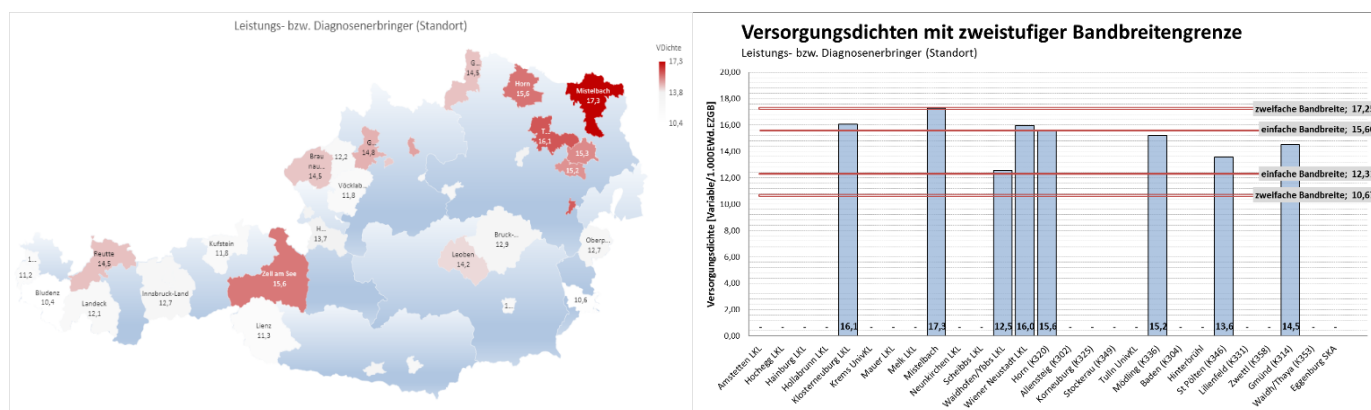 Leistungs- bzw. Diagnosenerbringer (Standort)
VDichte
17,3
13,8
10,4
G...
14,6
Horn
15,6
Mistelbach
17,3
T...
16,1
15,3
15,2
G...
14,8
12,2
Brau
nau...
14,5
Vöckleb...
11,8
H...
13,7
Kufstein
11,8
Bruck-...
12,9
Leoben
14,2
Oberp...
12,7
Reutte
14,5
Zell am See
15,6
1...
11,2
Bludenz
10,4
Landeck
12,1
Innsbruck-Land
12,7
Lienz
11,3
10,6
1...
Versorgungsdichten mit zweistufiger Bandbreitengrenze
Leistungs- bzw. Diagnosenerbringer (Standort)
Versorgungsdichte [Variable/1.000EWd.EZGB]
20,00
18,00
16,00
14,00
12,00
10,00
8,00
6,00
4,00
2,00
0,00
zweifache Bandbreite; 17,2
einfache Bandbreite; 15,6
einfache Bandbreite; 12,3
zweifache Bandbreite; 10,6
- - - - 16,1 - - - 17,3 - - 12,5 16,0 15,6 - - - - 15,2 - - 13,6 - - 14,5 - -
Amstetten LKL
Hochegg LKL
Hainburg LKL
Hollabrunn LKL
Klosterneuburg LKL
Krems UnivKL
Mauer LKL
Melk LKL
Mistelbach
Neunkirchen LKL
Scheibbs LKL
Waidhofen/Ybbs LKL
Wiener Neustadt LKL
Horn (K320)
Allensteig (K302)
Korneuburg (K325)
Stockerau (K349)
Tulln UnivKL
Mödling (K336)
Baden (K304)
Hinterbrühl
St Pölten (K346)
Lilienfeld (K331)
Zwettl (K358)
Gmünd (K314)
Waidh/Thaya (K353)
Eggenburg SKA